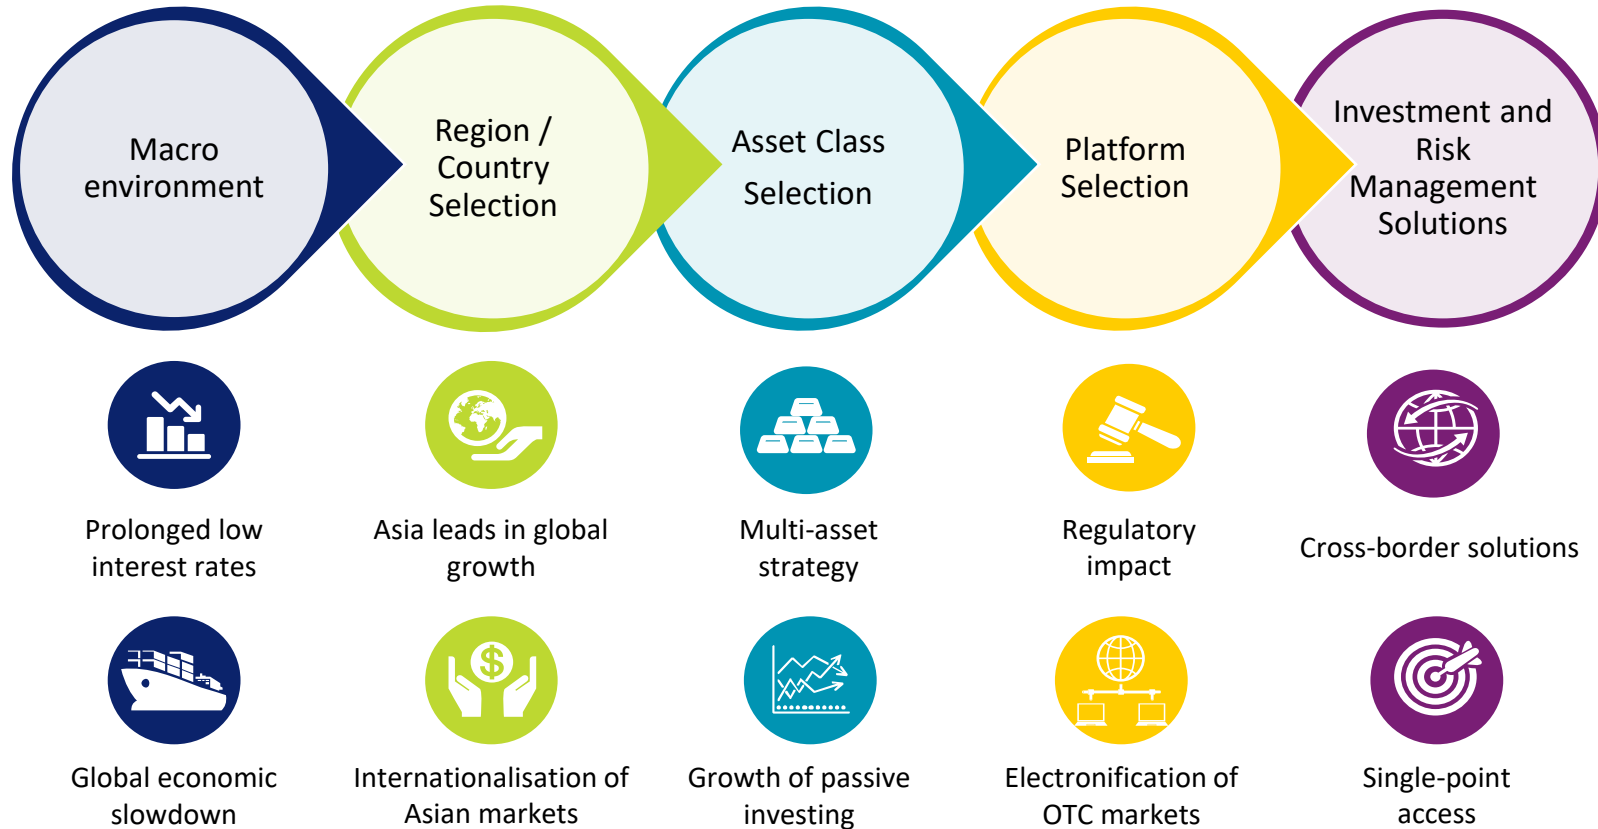 Macro
environment
Region /
Country
Selection
Asset Class
Selection
Platform
Selection
Investment and
Risk
Management
Solutions
Prolonged low
interest rates
Asia leads in global
growth
Multi-asset
strategy
Regulatory
impact
Cross-border solutions
Global economic
slowdown
Internationalisation of
Asian markets
Growth of passive
investing
Electronification of
OTC markets
Single-point
access